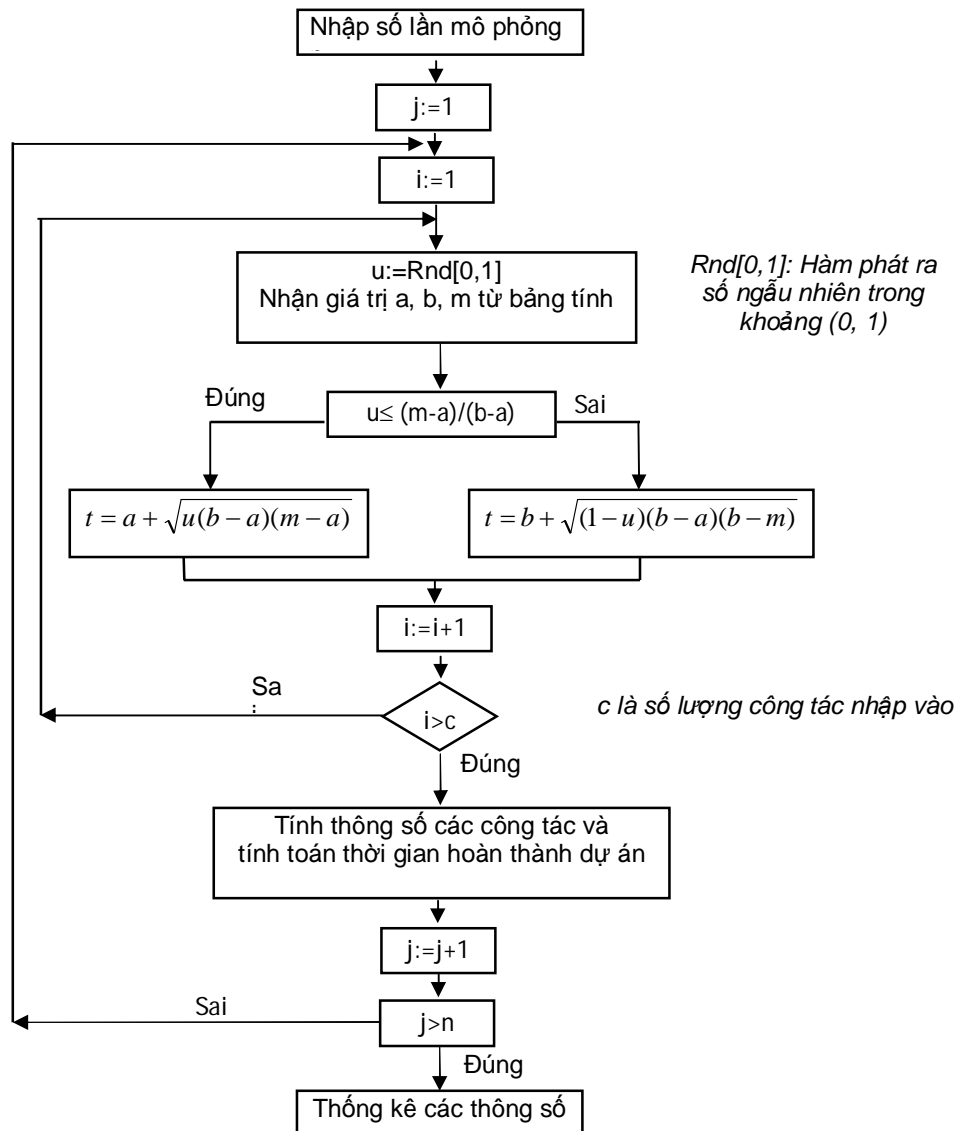 Nhập số lần mô phỏng
j:=1
i:=1
u:=Rnd[0,1]
Nhận giá trị a, b, m từ bảng tính
Rnd[0,1]: Hàm phát ra
số ngẫu nhiên trong
khoảng (0, 1)
Đúng
u≤ (m-a)/(b-a)
Sai
t = a + √u(b − a)(m − a)
t = b + √(1 − u)(b − a)(b − m)
i:=i+1
Sa
i>c
c là số lượng công tác nhập vào
Đúng
Tính thông số các công tác và
tính toán thời gian hoàn thành dự án
j:=j+1
Sai
j>n
Đúng
Thống kê các thông số